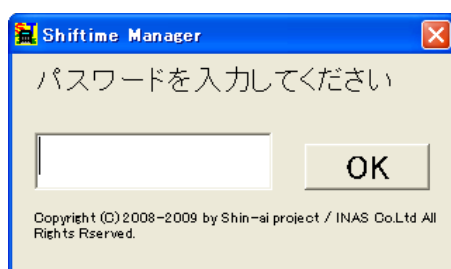 Shiftime Manager
パスワードを入力してください
OK
Copyright (C)2008-2009 by Shin-ai project / INAS Co.Ltd All
Rights Rserved.